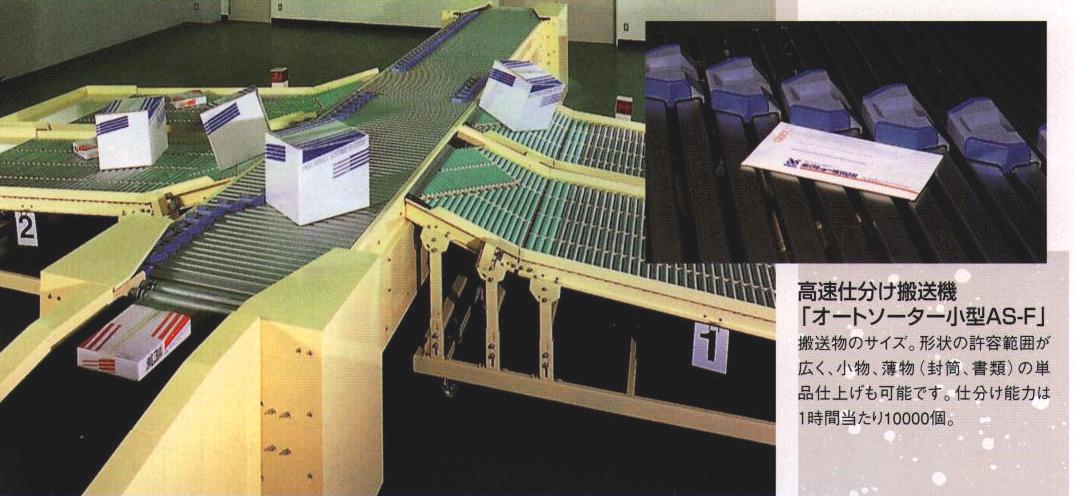 2
1
高速仕分け搬送機
「オートソーター小型AS-F」
搬送物のサイズ。形状の許容範囲が
広く、小物、薄物（封筒、書類）の単
品仕上げも可能です。仕分け能力は
1時間当たり10000個。